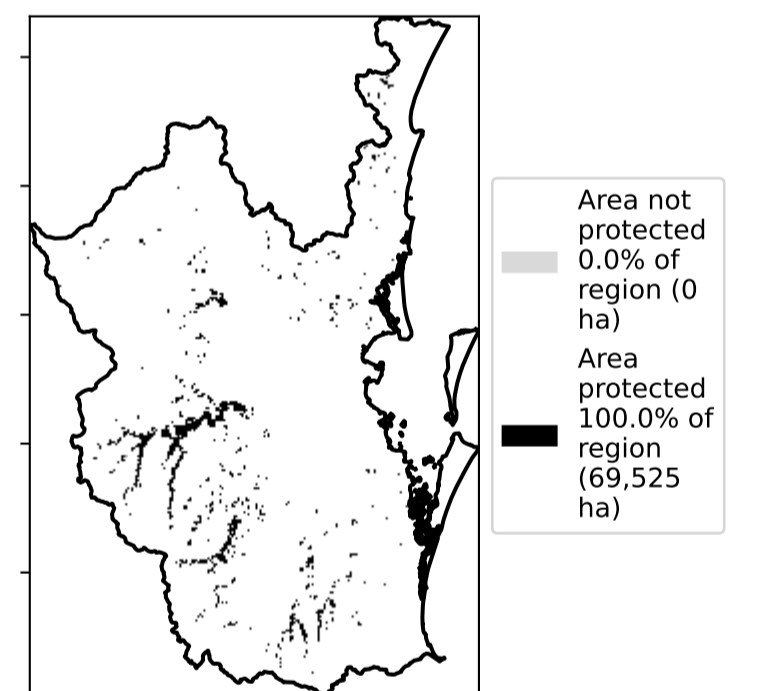 Area not
protected
0.0% of
region (0
ha)
Area
protected
100.0% of
region
(69,525
ha)